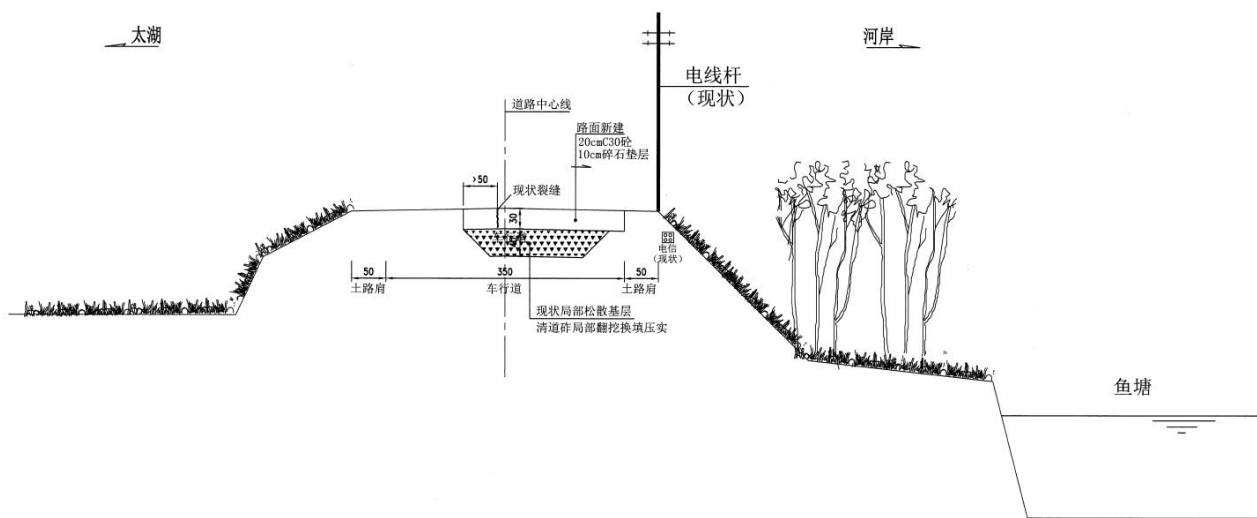 太湖
河岸
电线杆
（现状）
道路中心线
路面新建
20cmC30砼
10cm碎石垫层
>50
现状裂缝
30
电信
（现状）
50
350
50
土路肩
车行道
土路肩
现状局部松散基层
清道砟局部翻挖换填压实
鱼塘